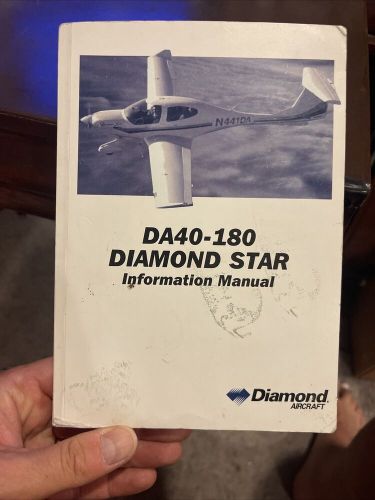 N441DA
DA40-180
DIAMOND STAR
Information Manual
Diamond
AIRCRAFT